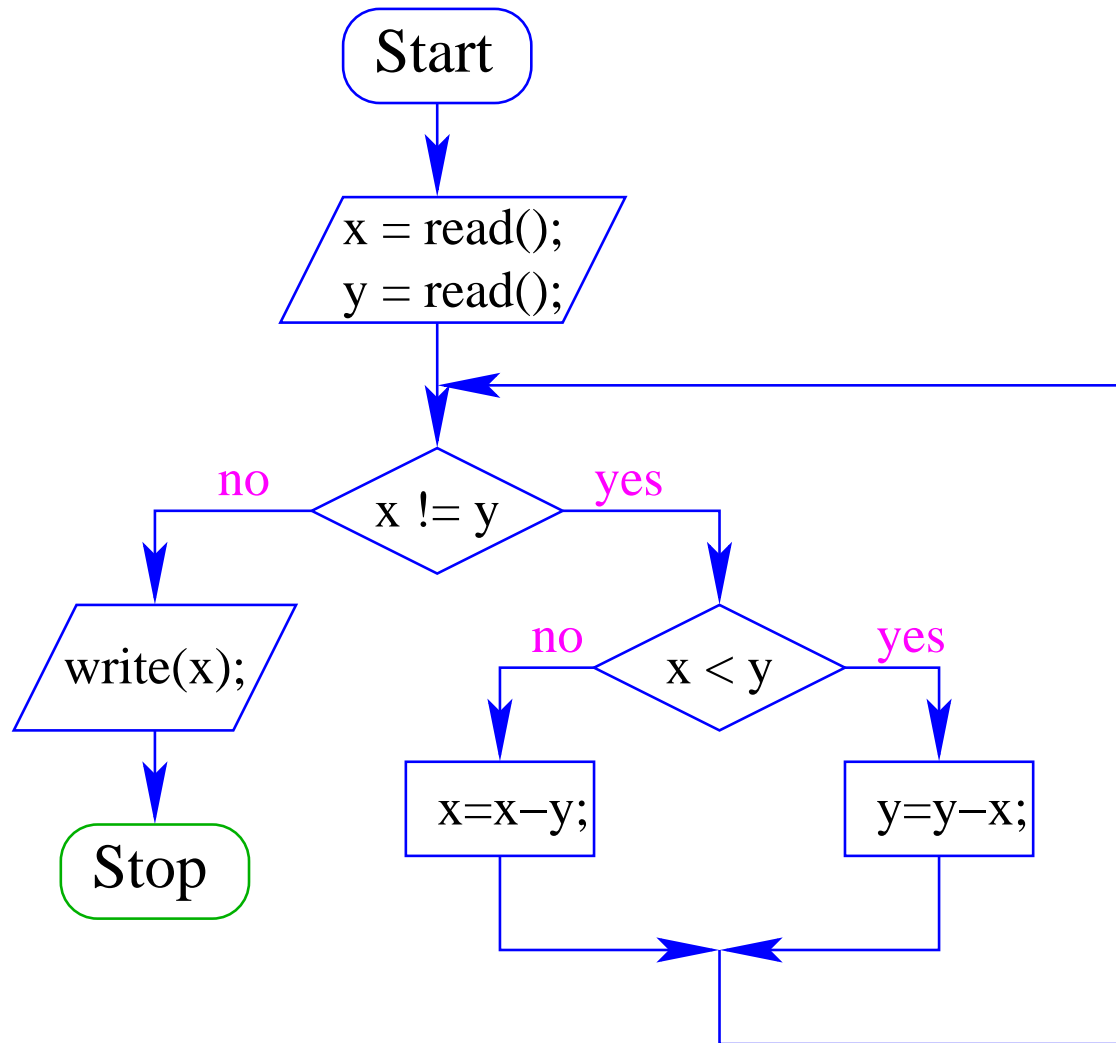 Start
x = read();
y = read();
no
yes
x != y
no
yes
write(x);
x < y
x=x−y;
y=y−x;
Stop